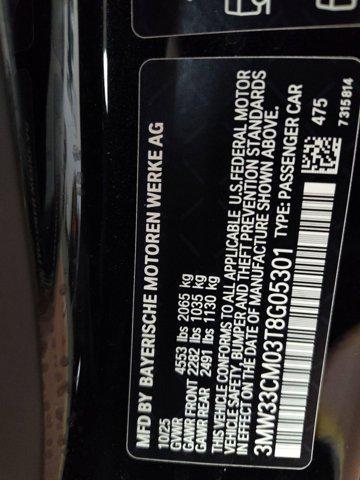 MFD BY BAYERISCHE MOTOREN WERKE AG
10/25
GVWR 4553 lbs 2065 kg
GAWR FRONT 2282 lbs 1035 kg
GAWR REAR 2491 lbs 1130 kg
THIS VEHICLE CONFORMS TO ALL APPLICABLE U.S. FEDERAL MOTOR
VEHICLE SAFETY, BUMPER AND THEFT PREVENTION STANDARDS
IN EFFECT ON THE DATE OF MANUFACTURE SHOWN ABOVE.
3MW33CM03T8G05301 TYPE: PASSENGER CAR
475
7315814